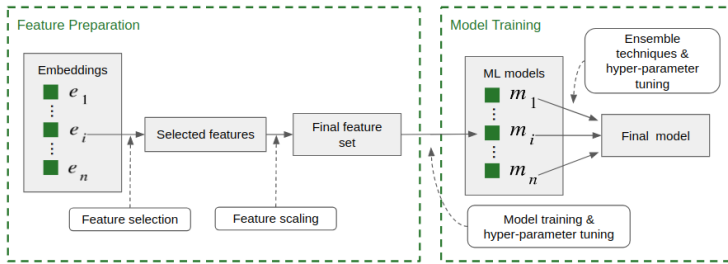 Feature Preparation
Embeddings
e1
ei
en
Selected features
Final feature
set
Feature selection
Feature scaling
Model Training
ML models
m1
mi
mn
Ensemble
techniques &
hyper-parameter
tuning
Final model
Model training &
hyper-parameter tuning